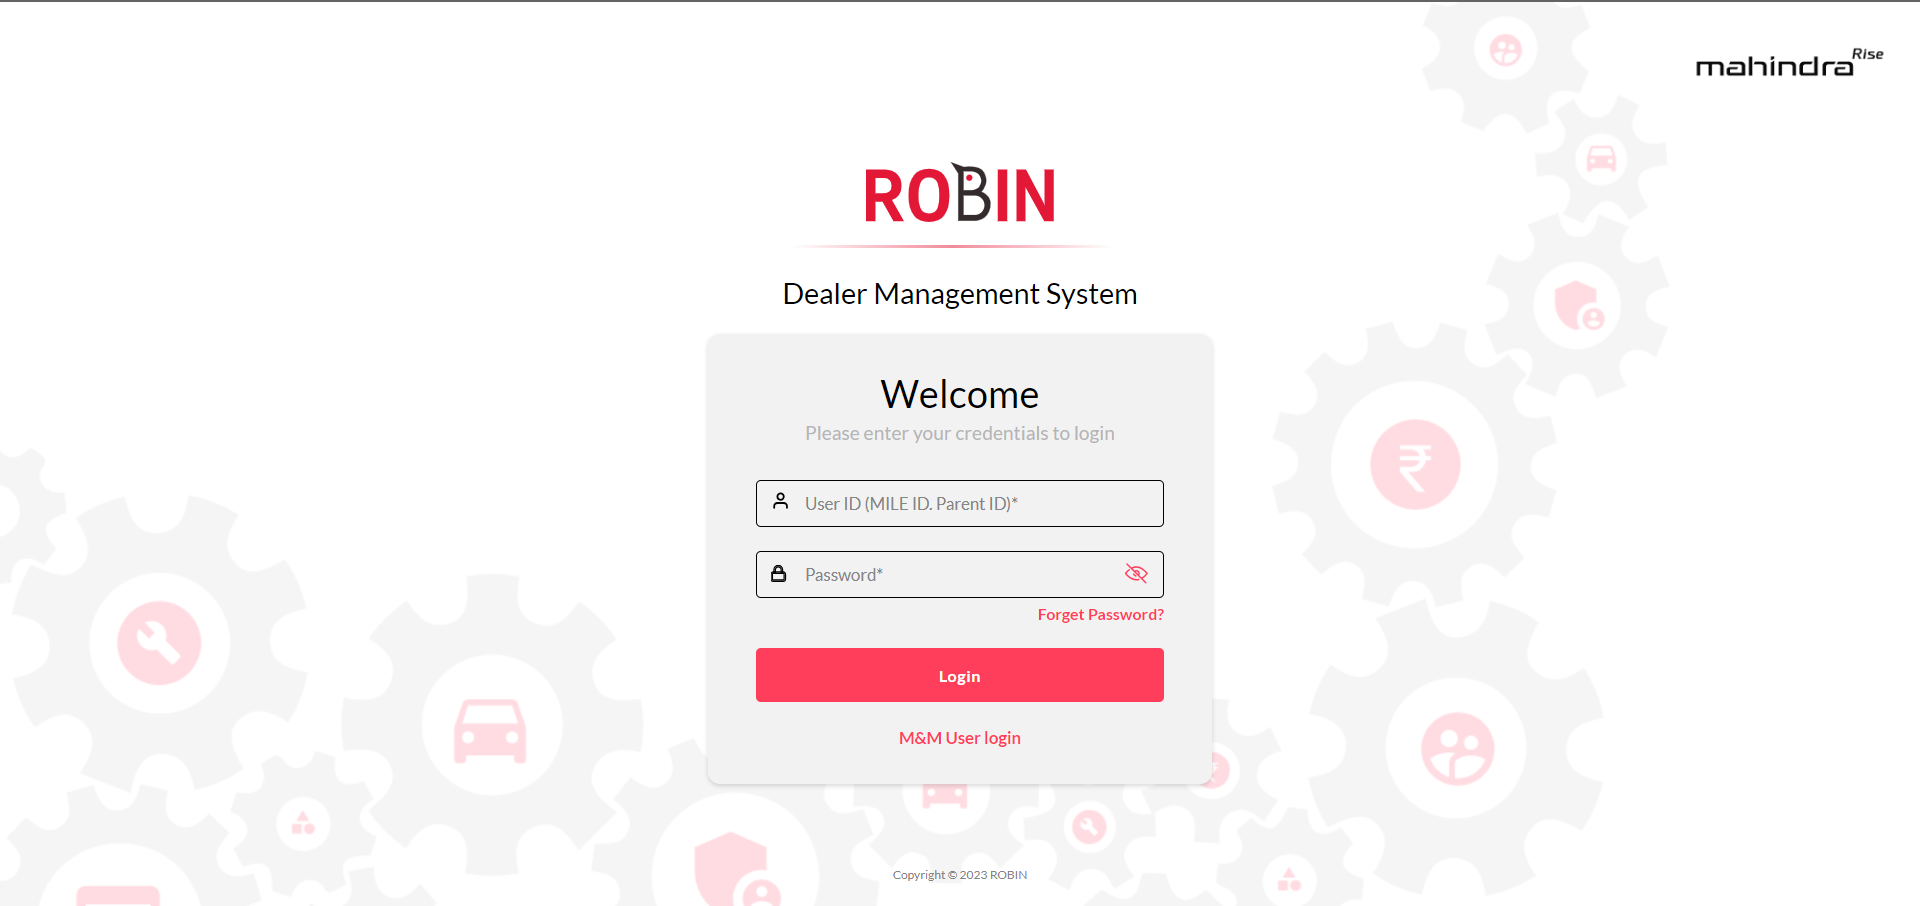 mahindra Rise
ROBIN
Dealer Management System
Welcome
Please enter your credentials to login
User ID (MILE ID. Parent ID)*
Password*
Forget Password?
Login
M&M User login
Copyright © 2023 ROBIN